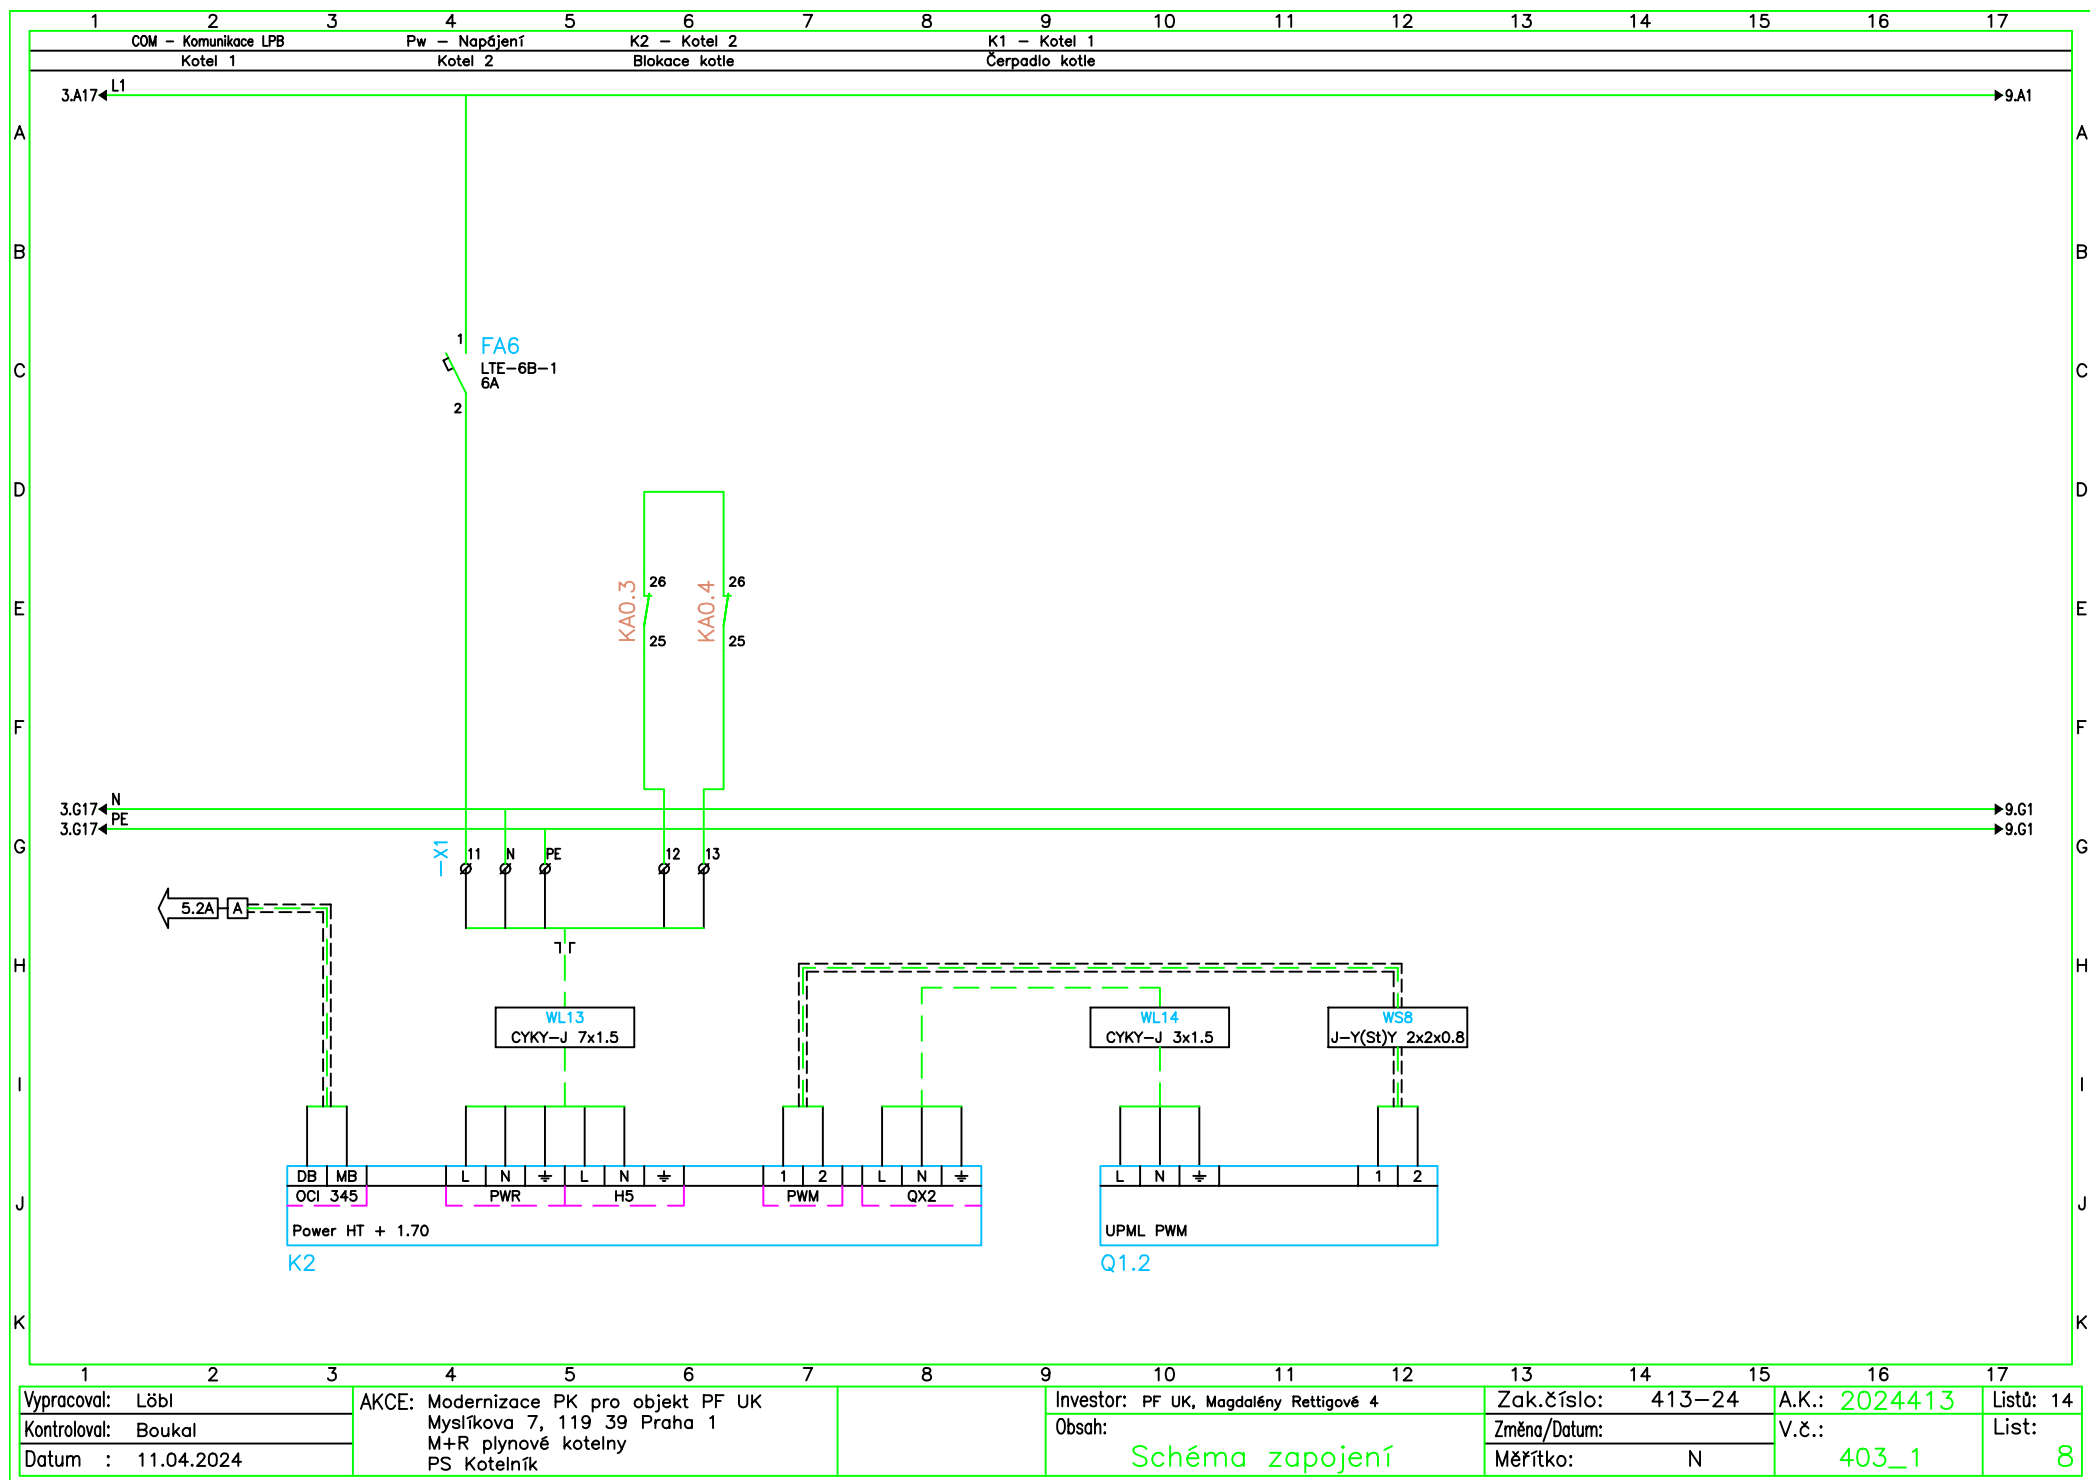 1 2 3 4 5 6 7 8 9 10 11 12 13 14 15 16 17
COM – Komunikace LPB Pw – Napájení K2 – Kotel 2 K1 – Kotel 1
Kotel 1 Kotel 2 Blokace kotle Čerpadlo kotle
3.A17 L1 9.A1
A A
B B
1 FA6
C LTE-6B-1 C
6A
2
D D
KA0.3 26 KA0.4 26
E E
25 25
F F
3.G17 N 9.G1
3.G17 PE 9.G1
G -X1 11 N PE 12 13 G
5.2A A
H H
WL13 WL14 WS8
CYKY-J 7x1.5 CYKY-J 3x1.5 J-Y(St)Y 2x2x0.8
I I
DB MB L N L N 1 2 L N L N 1 2
OCI 345 PWR H5 PWM QX2
J J
Power HT + 1.70 UPML PWM
K2 Q1.2
K K
1 2 3 4 5 6 7 8 9 10 11 12 13 14 15 16 17
Vypracoval: Löbl
Kontroloval: Boukal
Datum : 11.04.2024
AKCE: Modernizace PK pro objekt PF UK
Myslíkova 7, 119 39 Praha 1
M+R plynové kotelny
PS Kotelník
Investor: PF UK, Magdalény Rettigové 4
Obsah:
Schéma zapojení
Zak.číslo: 413-24
Změna/Datum:
Měřítko: N
A.K.: 2024413
V.č.:
403_1
Listů: 14
List:
8